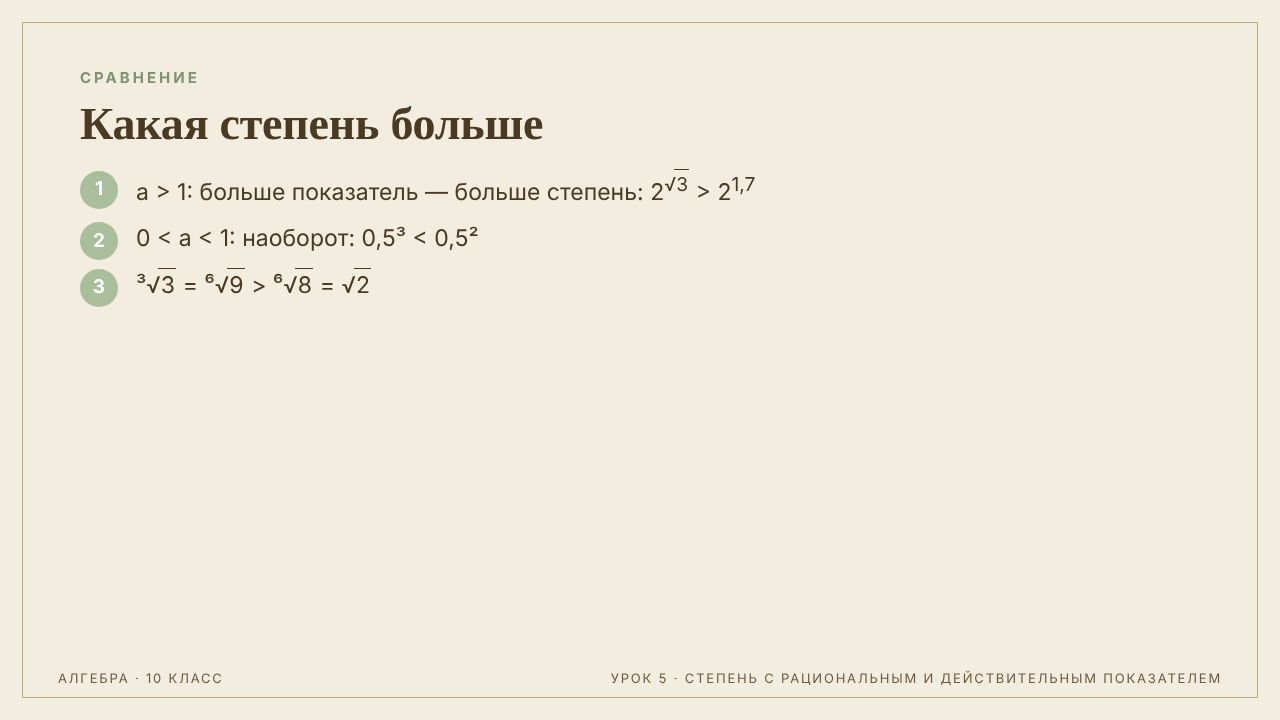 СРАВНЕНИЕ
Какая степень больше
1 a > 1: больше показатель — больше степень: 2^√3 > 2^1,7
2 0 < a < 1: наоборот: 0,5³ < 0,5²
3 ³√3 = ⁶√9 > ⁶√8 = √2
АЛГЕБРА · 10 КЛАСС
УРОК 5 · СТЕПЕНЬ С РАЦИОНАЛЬНЫМ И ДЕЙСТВИТЕЛЬНЫМ ПОКАЗАТЕЛЕМ